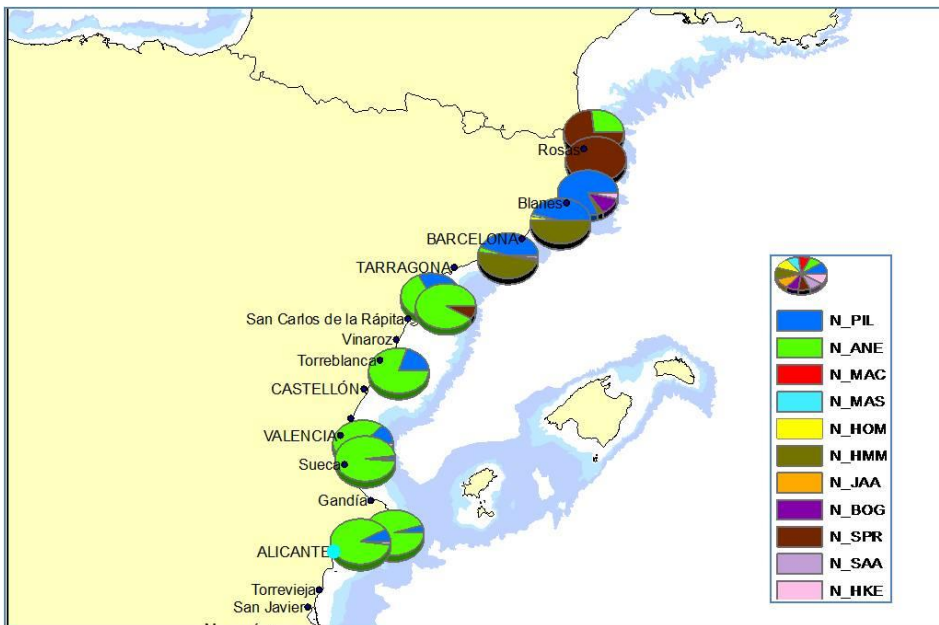 Rosas
Blanes
BARCELONA
TARRAGONA
San Carlos de la Rápita
Vinaroz
Torreblanca
CASTELLÓN
VALENCIA
Sueca
Gandía
ALICANTE
Torrevieja
San Javier
N_PIL
N_ANE
N_MAC
N_MAS
N_HOM
N_HMM
N_JAA
N_BOG
N_SPR
N_SAA
N_HKE